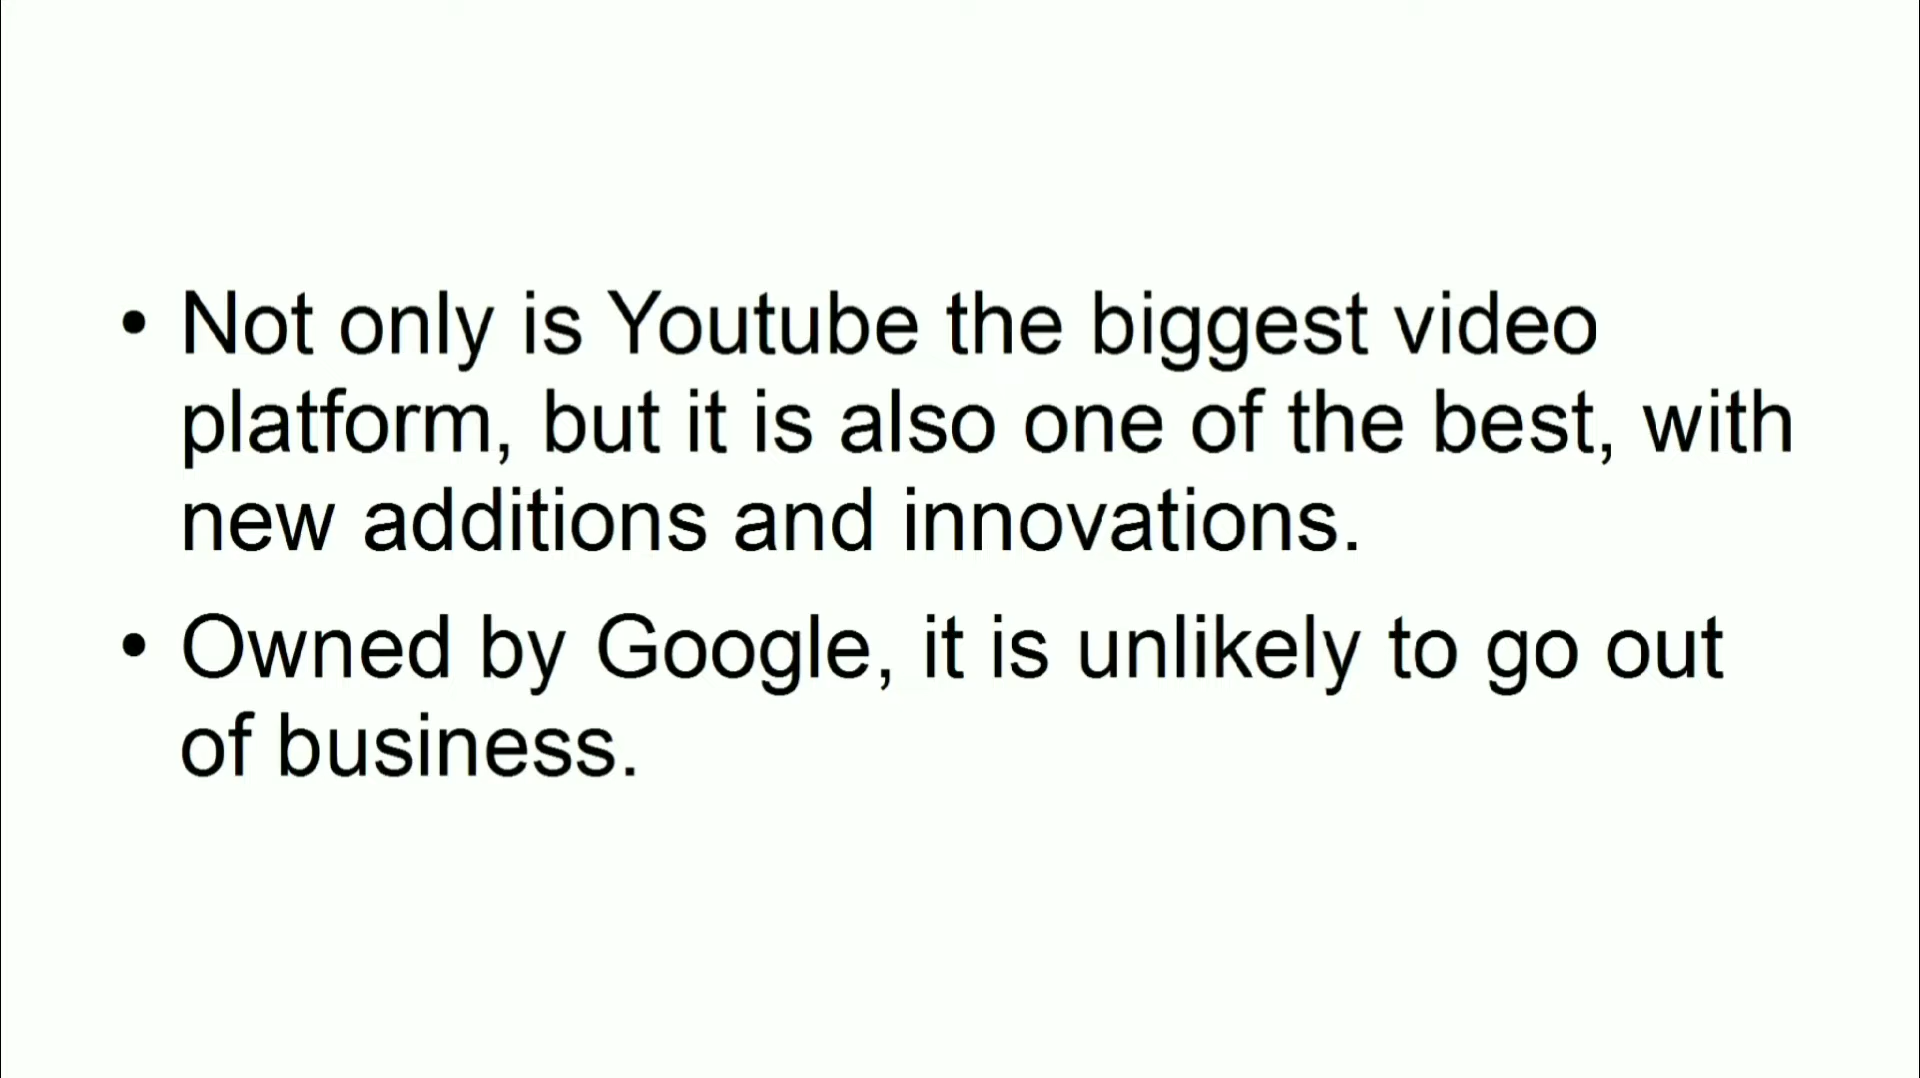 • Not only is Youtube the biggest video
platform, but it is also one of the best, with
new additions and innovations.
• Owned by Google, it is unlikely to go out
of business.